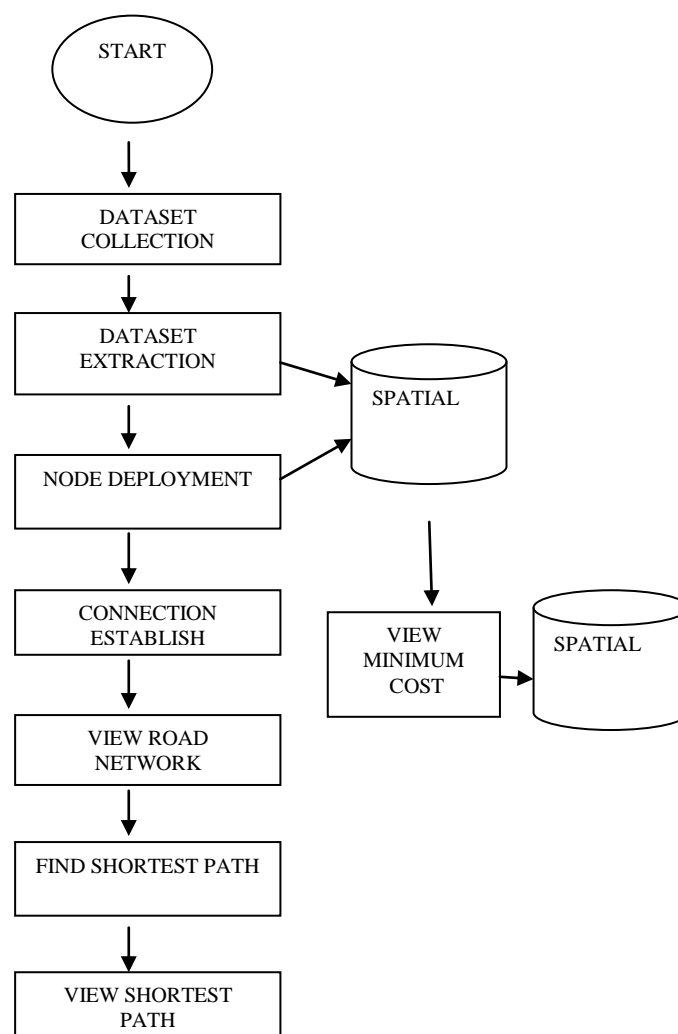 START
DATASET
COLLECTION
DATASET
EXTRACTION
SPATIAL
NODE DEPLOYMENT
CONNECTION
ESTABLISH
VIEW
MINIMUM
COST
SPATIAL
VIEW ROAD
NETWORK
FIND SHORTEST PATH
VIEW SHORTEST
PATH